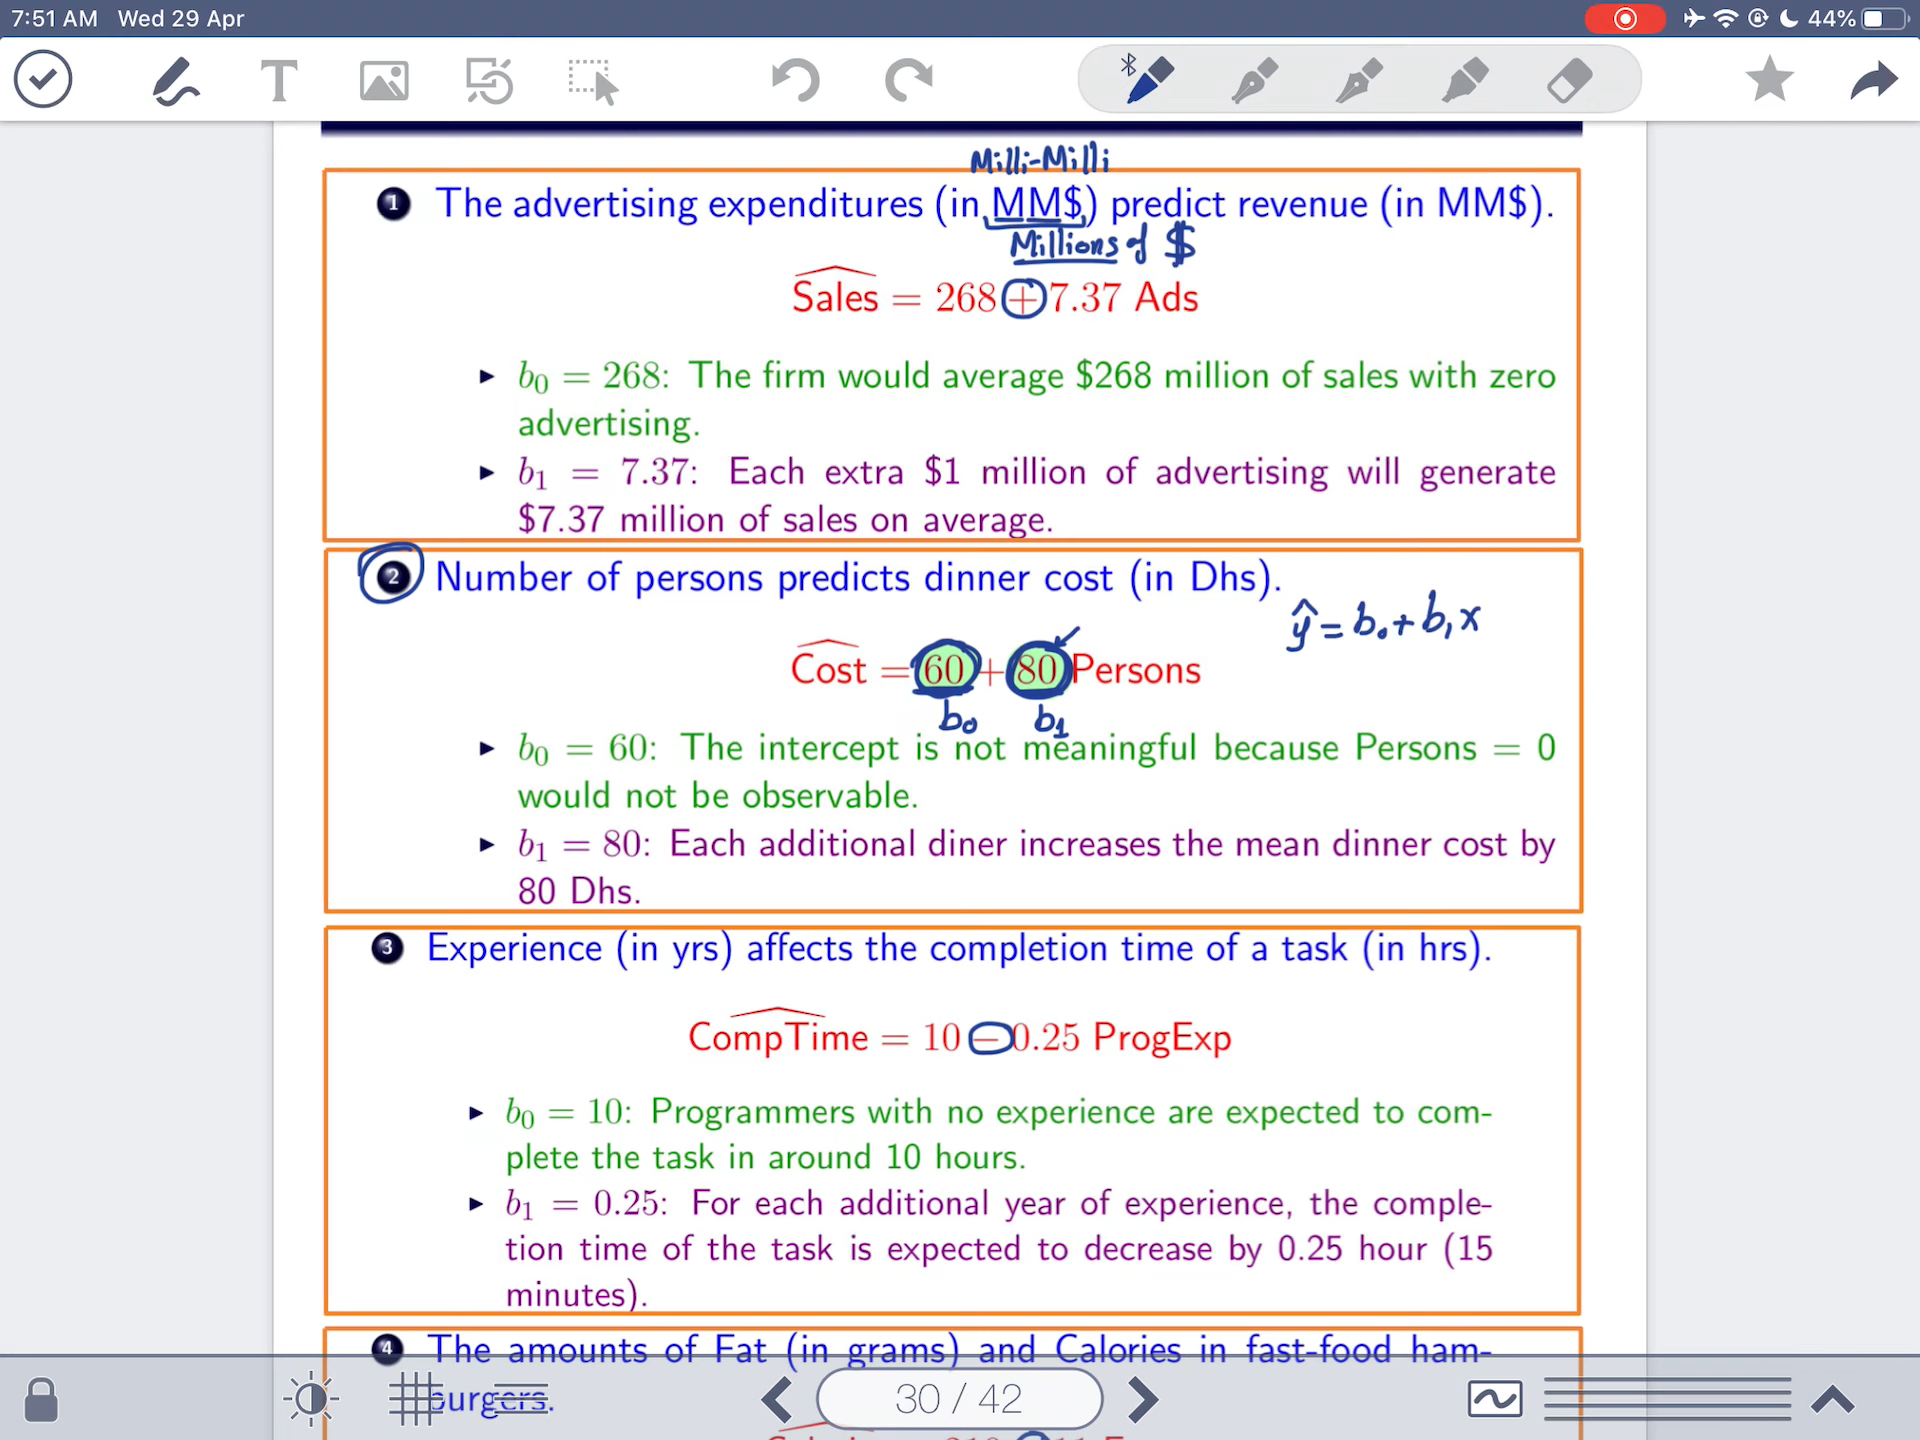 7:51 AM Wed 29 Apr
44%
T
Milli-Milli
1 The advertising expenditures (in MM$) predict revenue (in MM$).
Millions of $
Sales = 268 + 7.37 Ads
▶ b₀ = 268: The firm would average $268 million of sales with zero
advertising.
▶ b₁ = 7.37: Each extra $1 million of advertising will generate
$7.37 million of sales on average.
2 Number of persons predicts dinner cost (in Dhs).
ŷ = b₀ + b₁x
Cost = 60 + 80 Persons
b₀ b₁
▶ b₀ = 60: The intercept is not meaningful because Persons = 0
would not be observable.
▶ b₁ = 80: Each additional diner increases the mean dinner cost by
80 Dhs.
3 Experience (in yrs) affects the completion time of a task (in hrs).
CompTime = 10 − 0.25 ProgExp
▶ b₀ = 10: Programmers with no experience are expected to com-
plete the task in around 10 hours.
▶ b₁ = 0.25: For each additional year of experience, the comple-
tion time of the task is expected to decrease by 0.25 hour (15
minutes).
4 The amounts of Fat (in grams) and Calories in fast-food ham-
burgers.
30 / 42